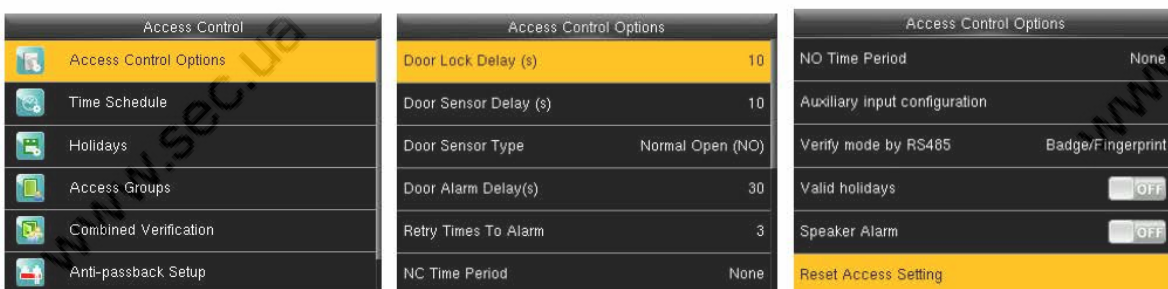 Access Control
Access Control Options
Time Schedule
Holidays
Access Groups
Combined Verification
Anti-passback Setup
www.sec.ua
Access Control Options
Door Lock Delay (s) 10
Door Sensor Delay (s) 10
Door Sensor Type Normal Open (NO)
Door Alarm Delay(s) 30
Retry Times To Alarm 3
NC Time Period None
Access Control Options
NO Time Period None
Auxiliary input configuration
Verify mode by RS485 Badge/Fingerprint
Valid holidays OFF
Speaker Alarm OFF
Reset Access Setting
www